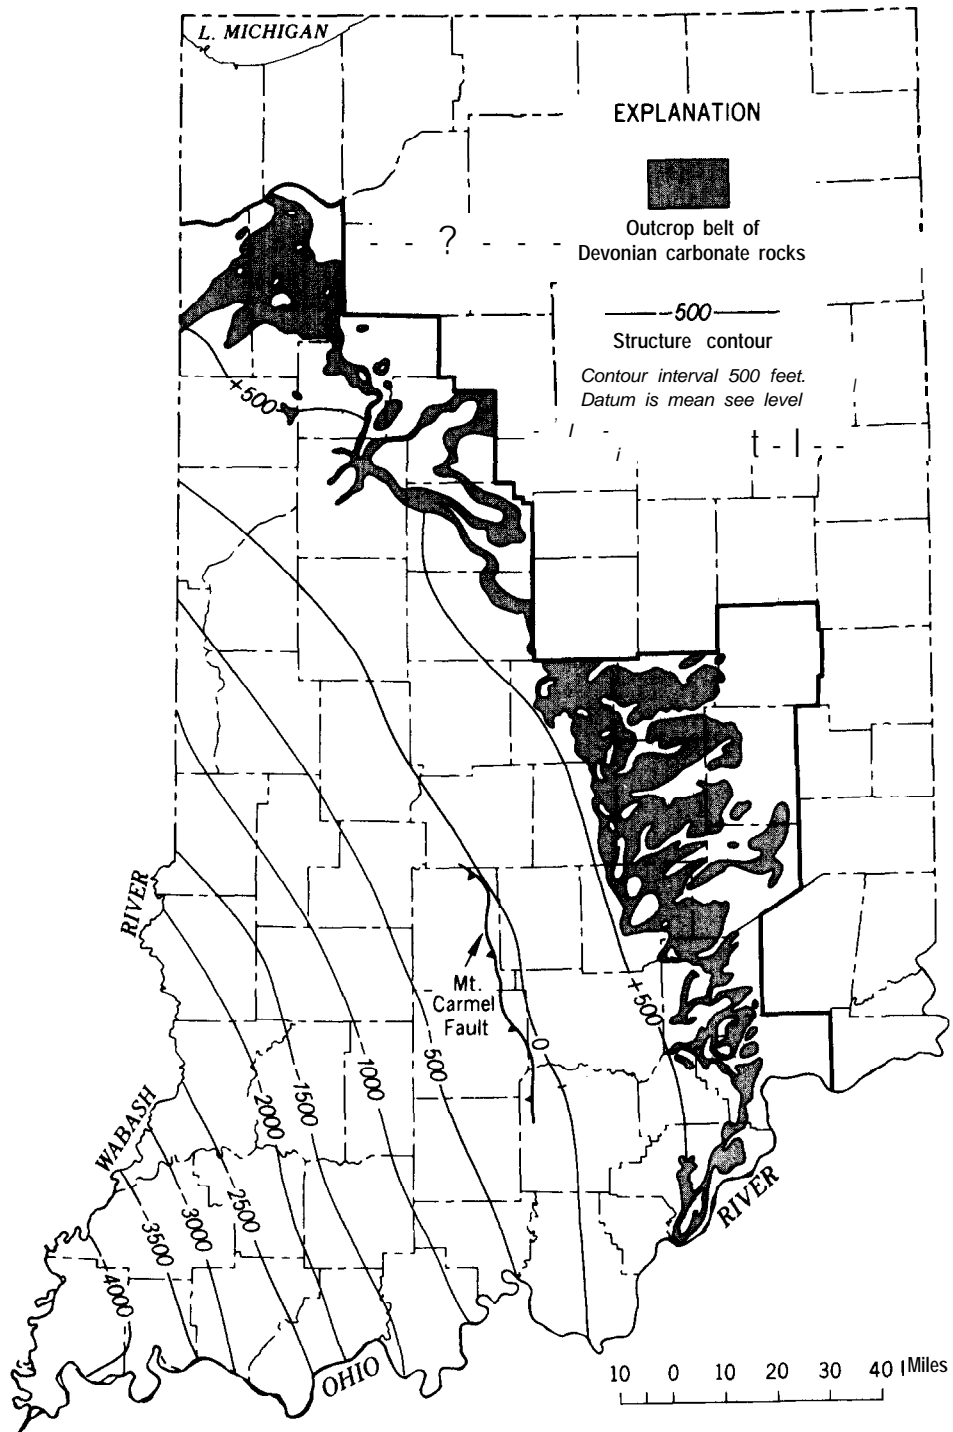 L. MICHIGAN
EXPLANATION
Outcrop belt of
Devonian carbonate rocks
- - ? - - - -
500
Structure contour
Contour interval 500 feet.
Datum is mean see level
+500
RIVER
Mt.
Carmel
Fault
+500
0
-500
-1000
-1500
-2000
WABASH
-2500
-3000
-3500
-4000
RIVER
OHIO
10 0 10 20 30 40 Miles